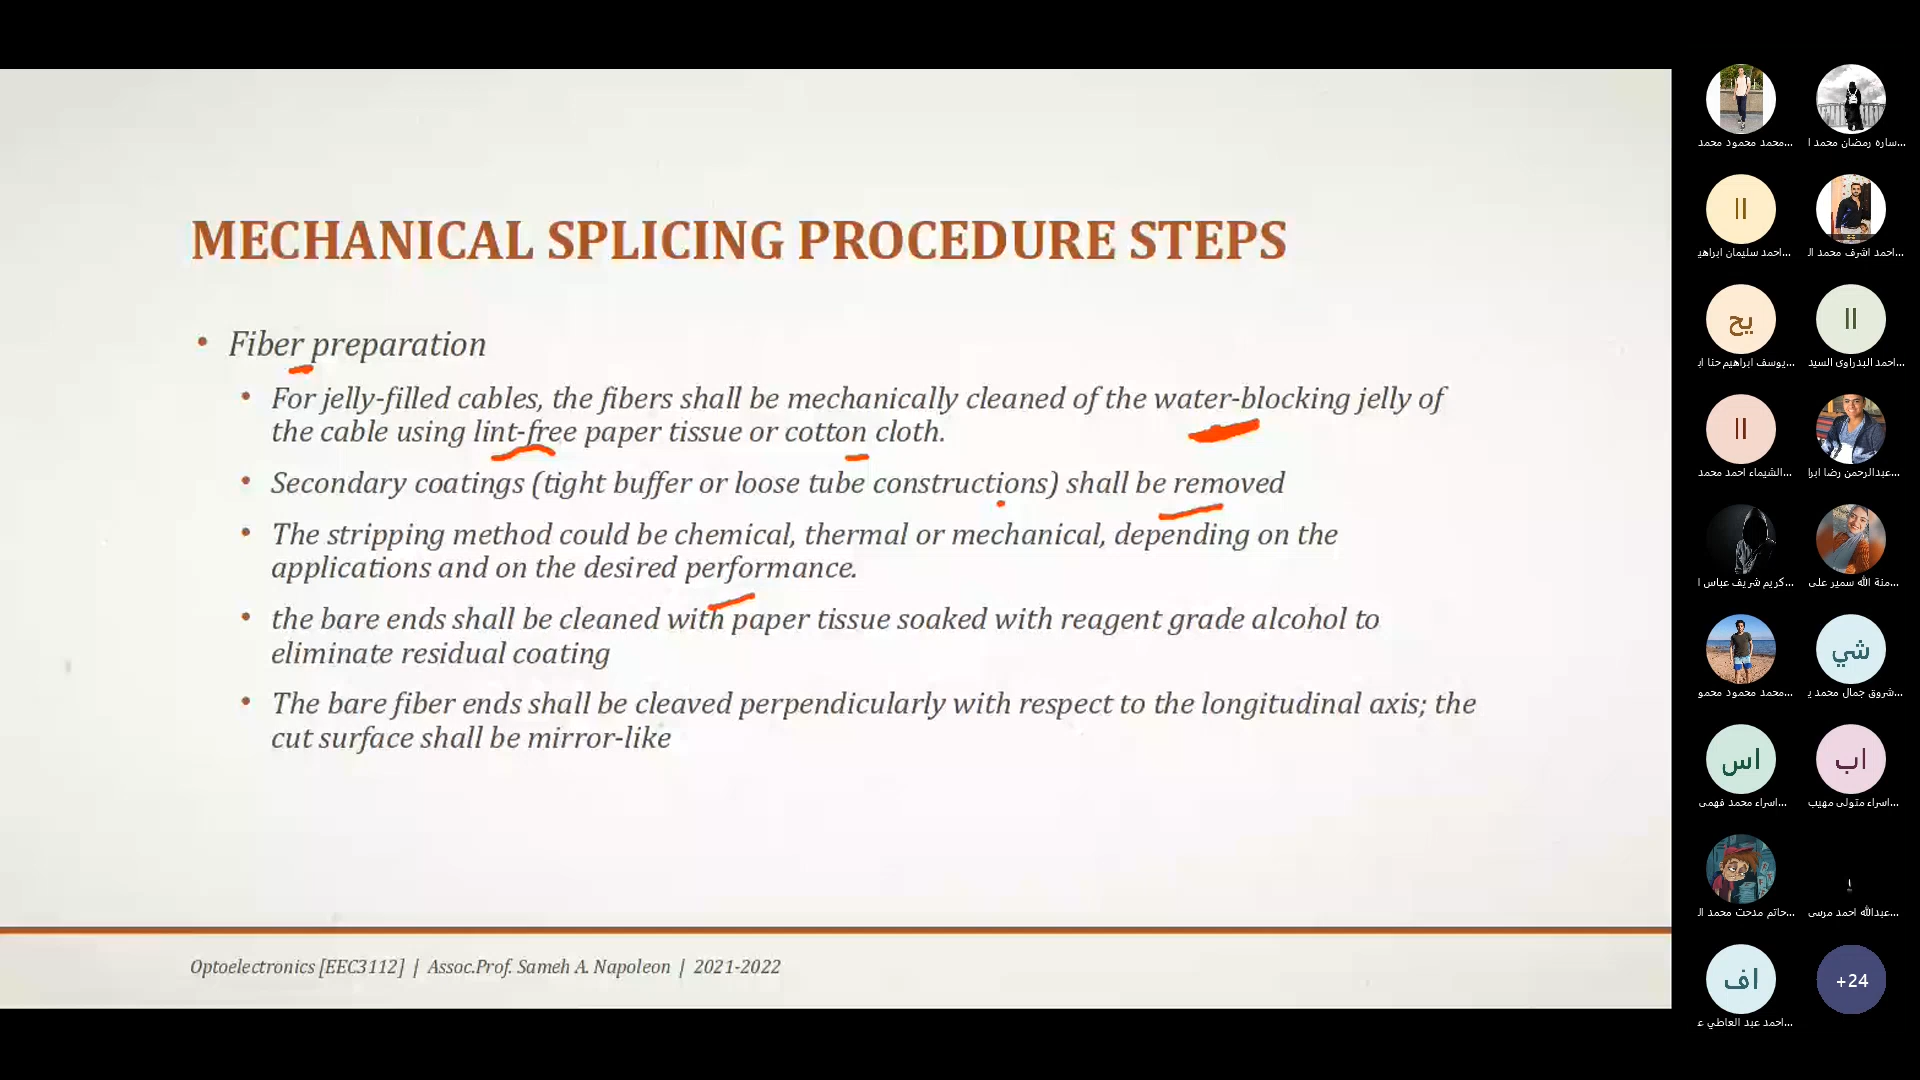 MECHANICAL SPLICING PROCEDURE STEPS
• Fiber preparation
• For jelly-filled cables, the fibers shall be mechanically cleaned of the water-blocking jelly of
the cable using lint-free paper tissue or cotton cloth.
• Secondary coatings (tight buffer or loose tube constructions) shall be removed
• The stripping method could be chemical, thermal or mechanical, depending on the
applications and on the desired performance.
• the bare ends shall be cleaned with paper tissue soaked with reagent grade alcohol to
eliminate residual coating
• The bare fiber ends shall be cleaved perpendicularly with respect to the longitudinal axis; the
cut surface shall be mirror-like
Optoelectronics [EEC3112] | Assoc.Prof. Sameh A. Napoleon | 2021-2022
محمد محمود محمد...
ساره رمضان محمد ا...
اا
احمد سليمان ابراهي...
احمد اشرف محمد ال...
يح
يوسف ابراهيم حنا اب...
اا
احمد البدراوى السيد...
اا
الشيماء احمد محمد...
عبدالرحمن رضا ابرا...
كريم شريف عباس ا...
منة الله سمير على...
محمد محمود محمو...
شي
شروق جمال محمد ي...
اس
اسراء محمد فهمى...
اب
اسراء متولى مهيب...
حاتم مدحت محمد ال...
عبدالله احمد مرسى...
اف
احمد عبد العاطي ع...
+24